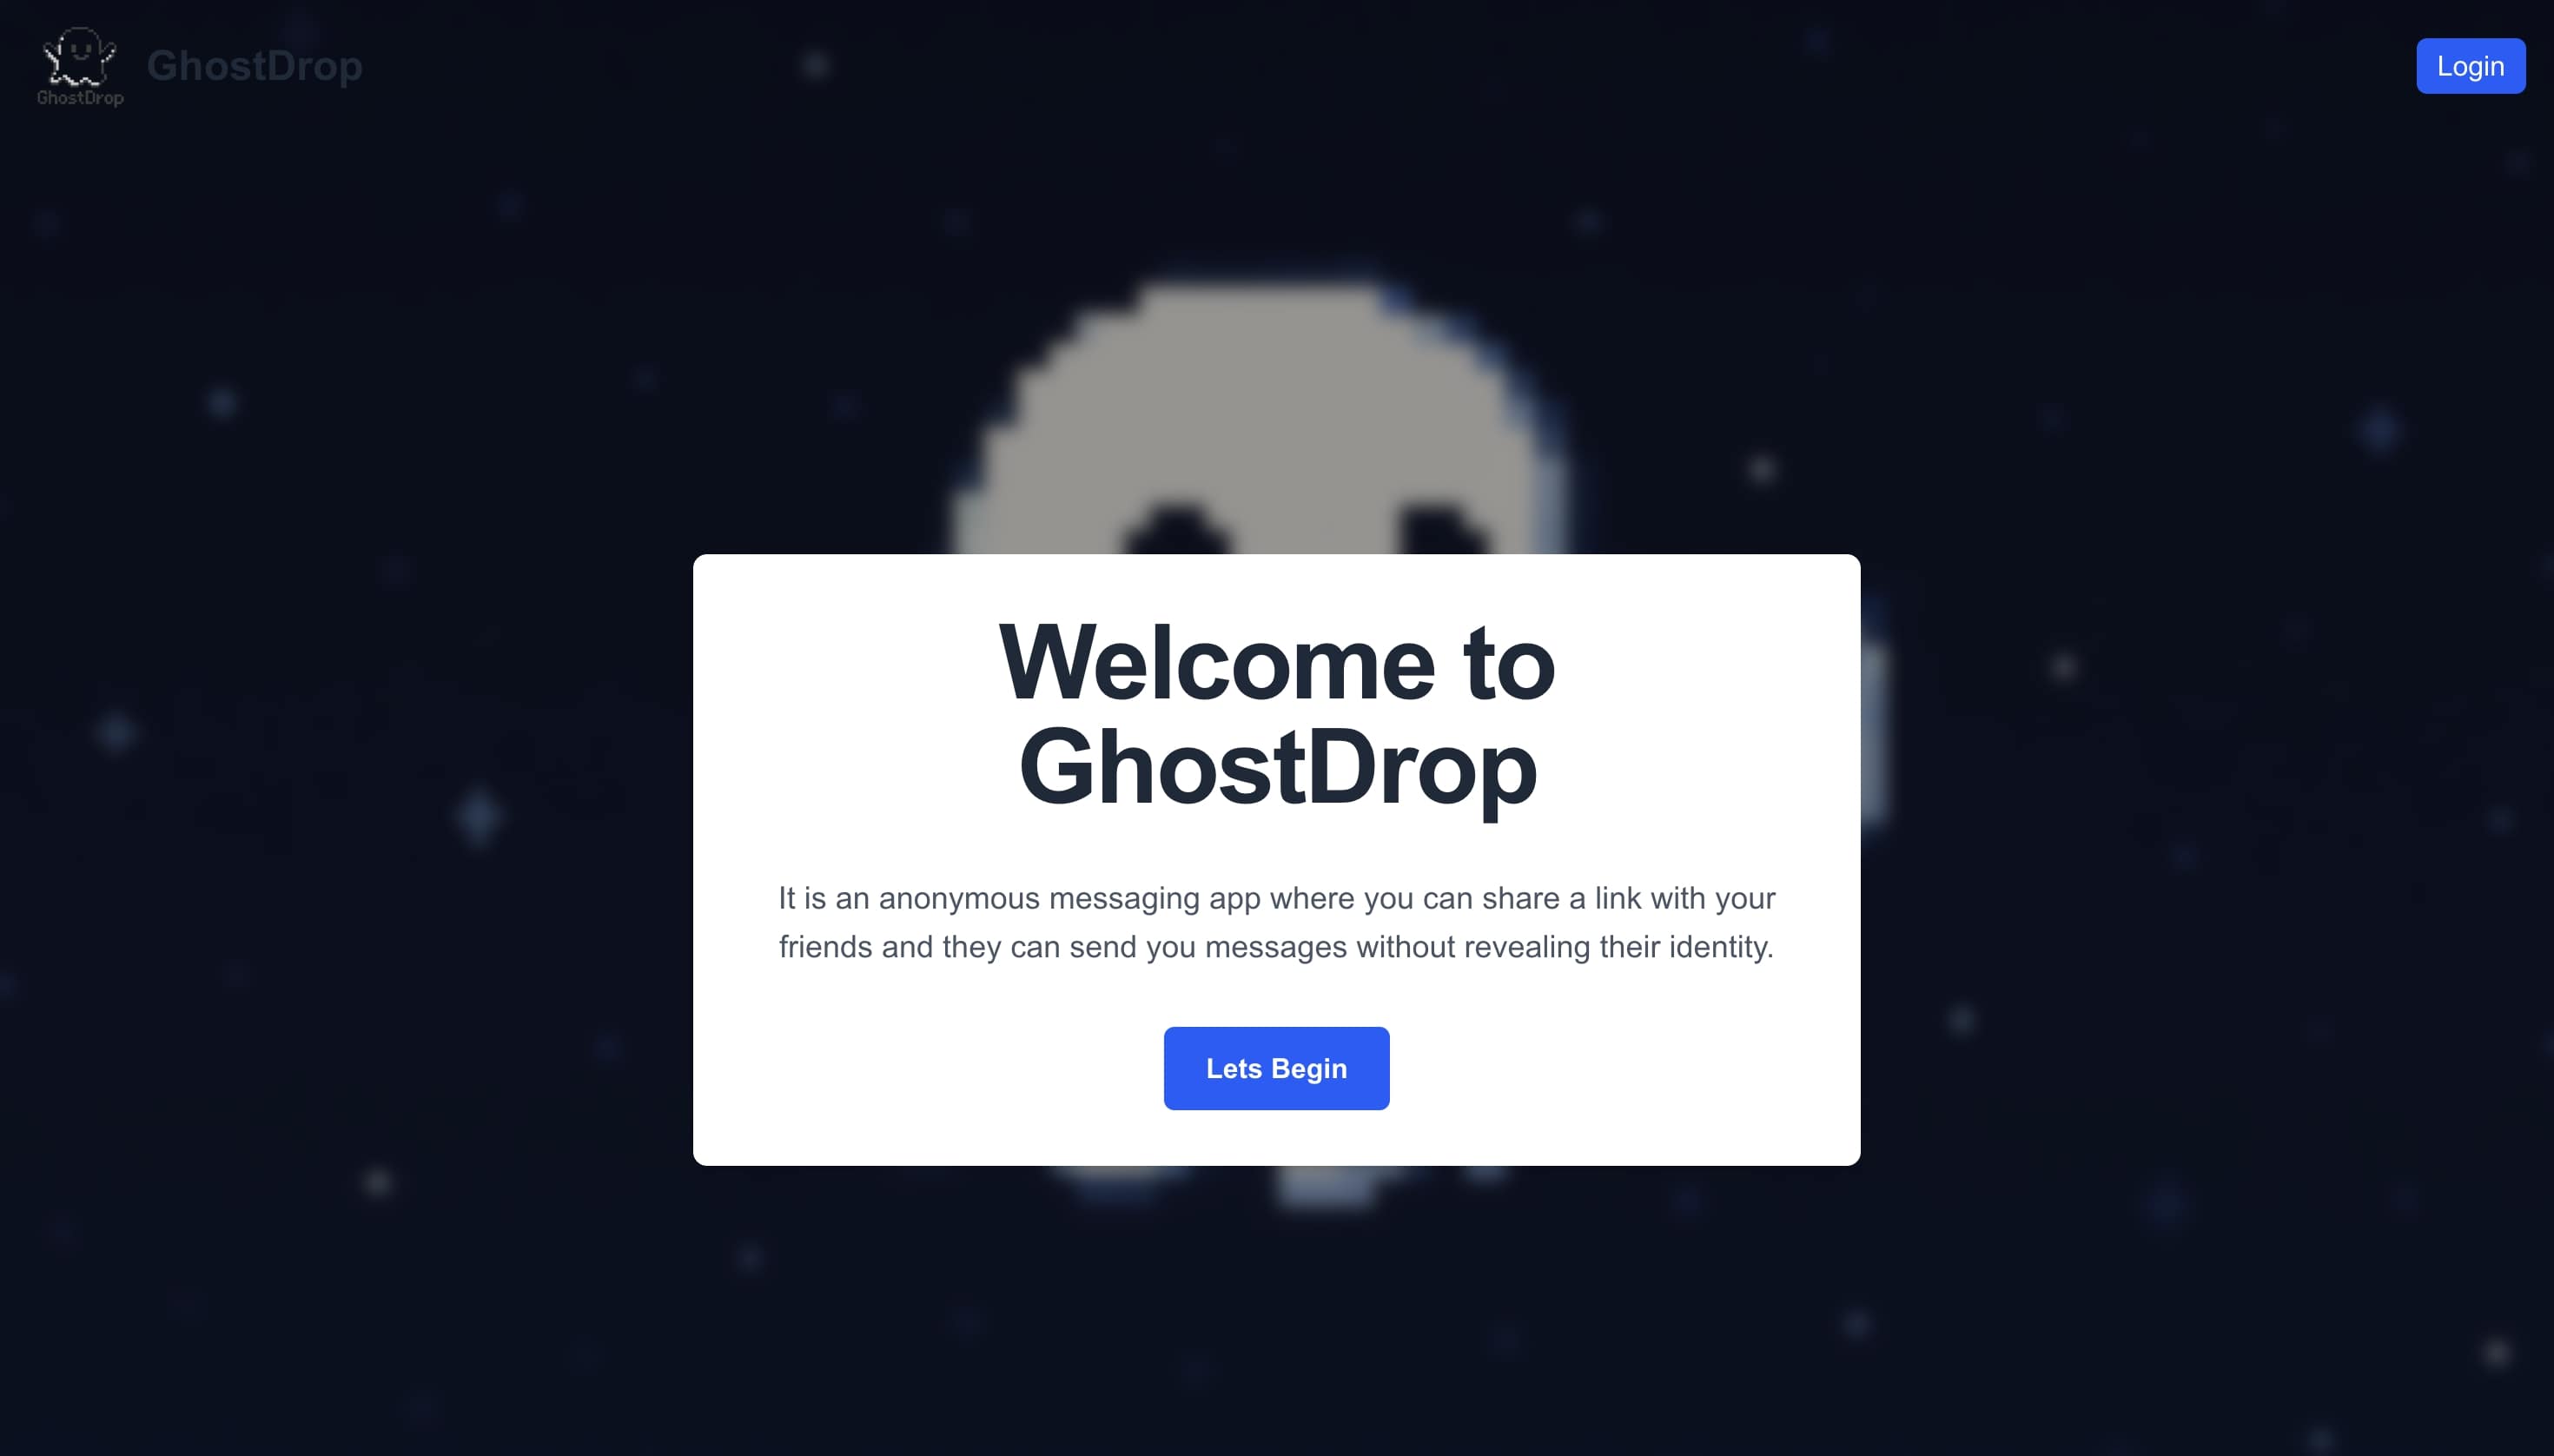 GhostDrop
GhostDrop
Login
Welcome to
GhostDrop
It is an anonymous messaging app where you can share a link with your
friends and they can send you messages without revealing their identity.
Lets Begin